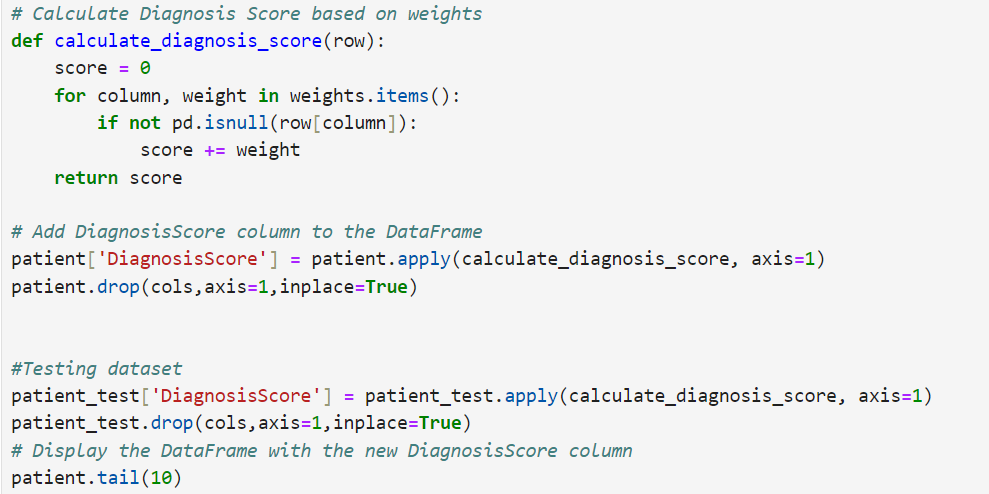 # Calculate Diagnosis Score based on weights
def calculate_diagnosis_score(row):
    score = 0
    for column, weight in weights.items():
        if not pd.isnull(row[column]):
            score += weight
    return score
# Add DiagnosisScore column to the DataFrame
patient['DiagnosisScore'] = patient.apply(calculate_diagnosis_score, axis=1)
patient.drop(cols,axis=1,inplace=True)
#Testing dataset
patient_test['DiagnosisScore'] = patient_test.apply(calculate_diagnosis_score, axis=1)
patient_test.drop(cols,axis=1,inplace=True)
# Display the DataFrame with the new DiagnosisScore column
patient.tail(10)